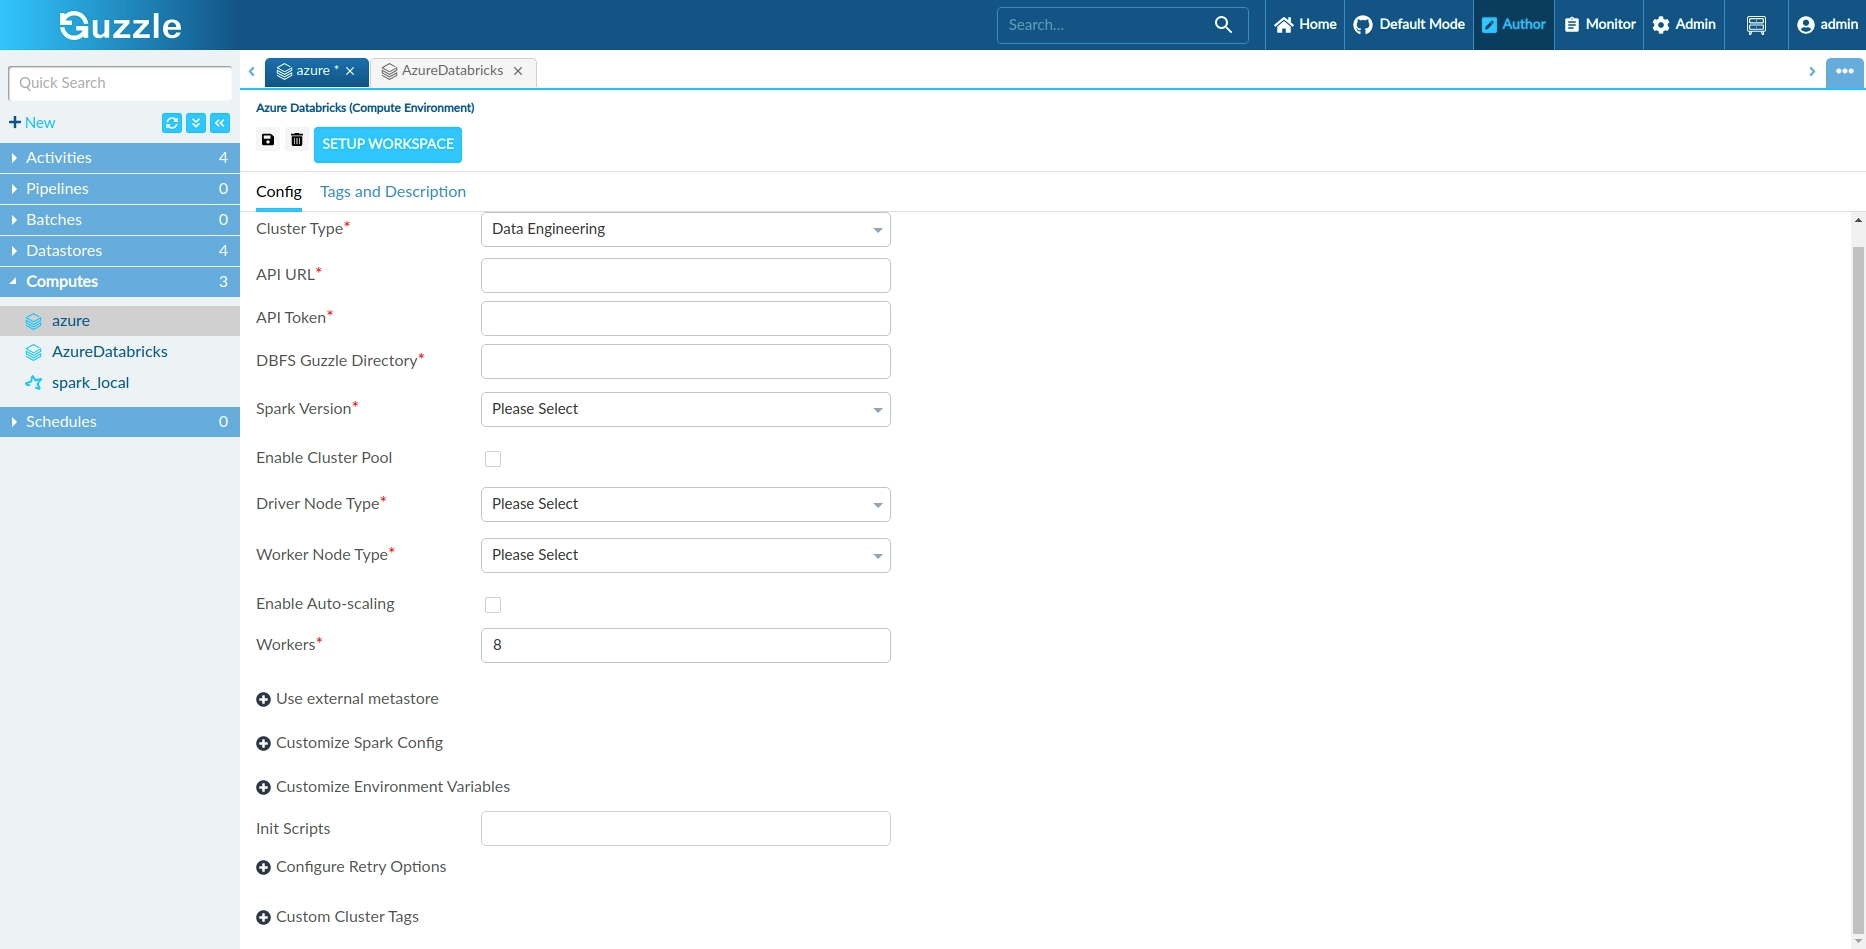 Guzzle
Search...
Home
Default Mode
Author
Monitor
Admin
admin
Quick Search
New
Activities 4
Pipelines 0
Batches 0
Datastores 4
Computes 3
azure
AzureDatabricks
spark_local
Schedules 0
azure *
AzureDatabricks
Azure Databricks (Compute Environment)
SETUP WORKSPACE
Config Tags and Description
Cluster Type* Data Engineering
API URL*
API Token*
DBFS Guzzle Directory*
Spark Version* Please Select
Enable Cluster Pool
Driver Node Type* Please Select
Worker Node Type* Please Select
Enable Auto-scaling
Workers* 8
Use external metastore
Customize Spark Config
Customize Environment Variables
Init Scripts
Configure Retry Options
Custom Cluster Tags